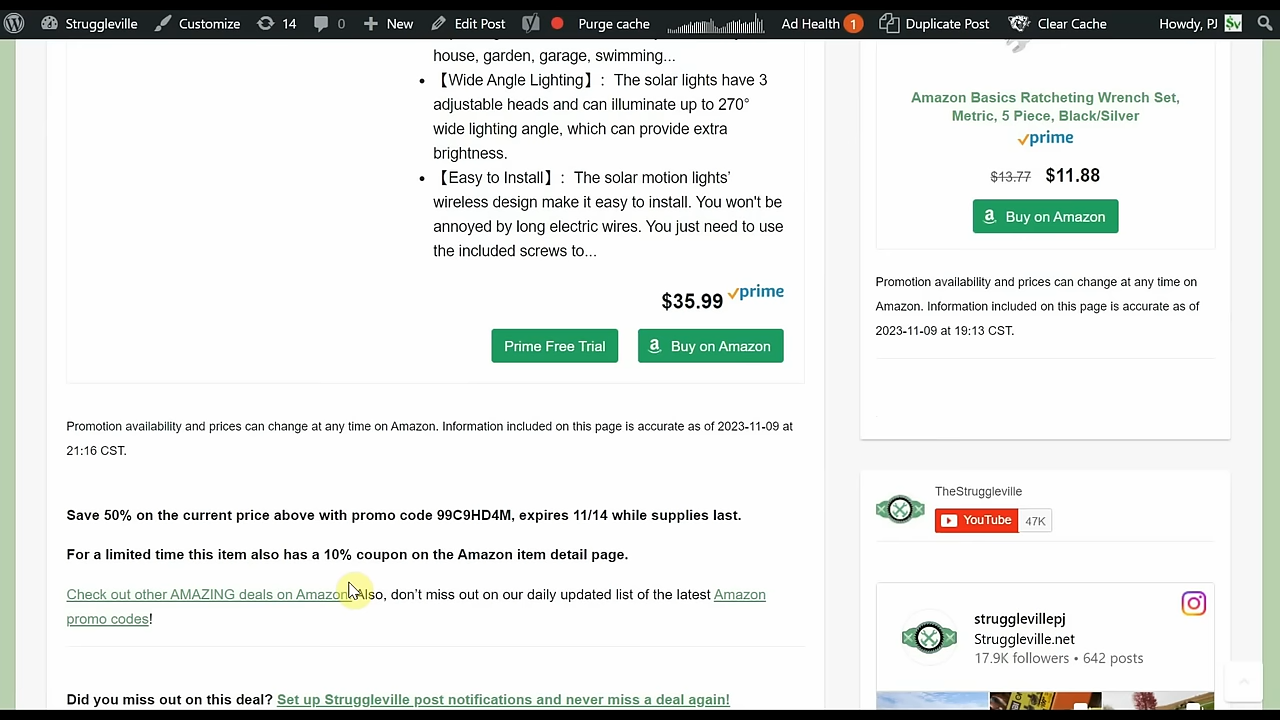 Struggleville Customize 14 0 New Edit Post Purge cache Ad Health 1 Duplicate Post Clear Cache Howdy, PJ
house, garden, garage, swimming...
• 【Wide Angle Lighting】: The solar lights have 3
adjustable heads and can illuminate up to 270°
wide lighting angle, which can provide extra
brightness.
• 【Easy to Install】: The solar motion lights’
wireless design make it easy to install. You won't be
annoyed by long electric wires. You just need to use
the included screws to...
$35.99 prime
Prime Free Trial
Buy on Amazon
Promotion availability and prices can change at any time on Amazon. Information included on this page is accurate as of 2023-11-09 at
21:16 CST.
Save 50% on the current price above with promo code 99C9HD4M, expires 11/14 while supplies last.
For a limited time this item also has a 10% coupon on the Amazon item detail page.
Check out other AMAZING deals on Amazon. Also, don’t miss out on our daily updated list of the latest Amazon
promo codes!
Did you miss out on this deal? Set up Struggleville post notifications and never miss a deal again!
Amazon Basics Ratcheting Wrench Set,
Metric, 5 Piece, Black/Silver
prime
$13.77 $11.88
Buy on Amazon
Promotion availability and prices can change at any time on
Amazon. Information included on this page is accurate as of
2023-11-09 at 19:13 CST.
TheStruggleville
YouTube 47K
strugglevillepj
Struggleville.net
17.9K followers • 642 posts